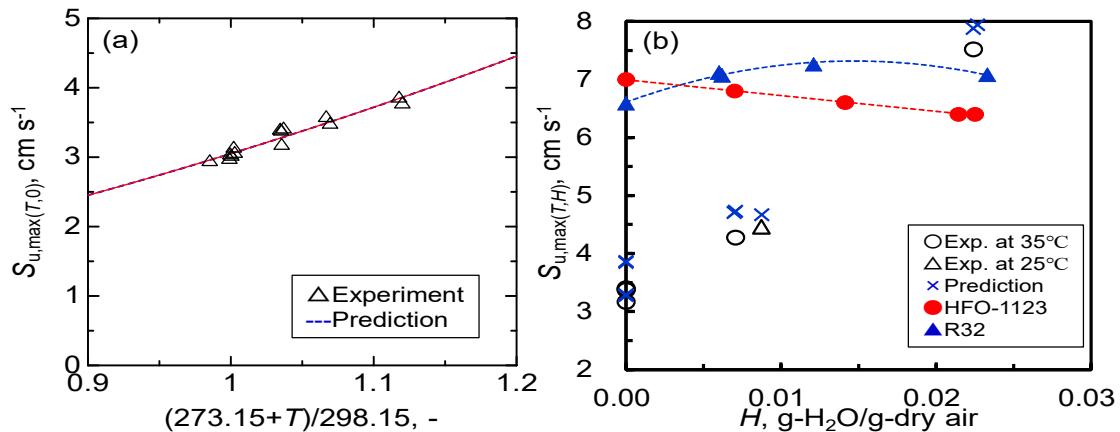 (a)
5
4
3
2
1
0
S_u,max(T,0), cm s⁻¹
Experiment
Prediction
0.9 1 1.1 1.2
(273.15+T)/298.15, -
(b)
8
7
6
5
4
3
2
S_u,max(T,H), cm s⁻¹
Exp. at 35℃
Exp. at 25℃
Prediction
HFO-1123
R32
0.00 0.01 0.02 0.03
H, g-H₂O/g-dry air